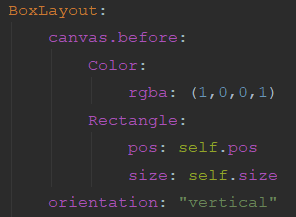 BoxLayout:
    canvas.before:
        Color:
            rgba: (1,0,0,1)
        Rectangle:
            pos: self.pos
            size: self.size
    orientation: "vertical"